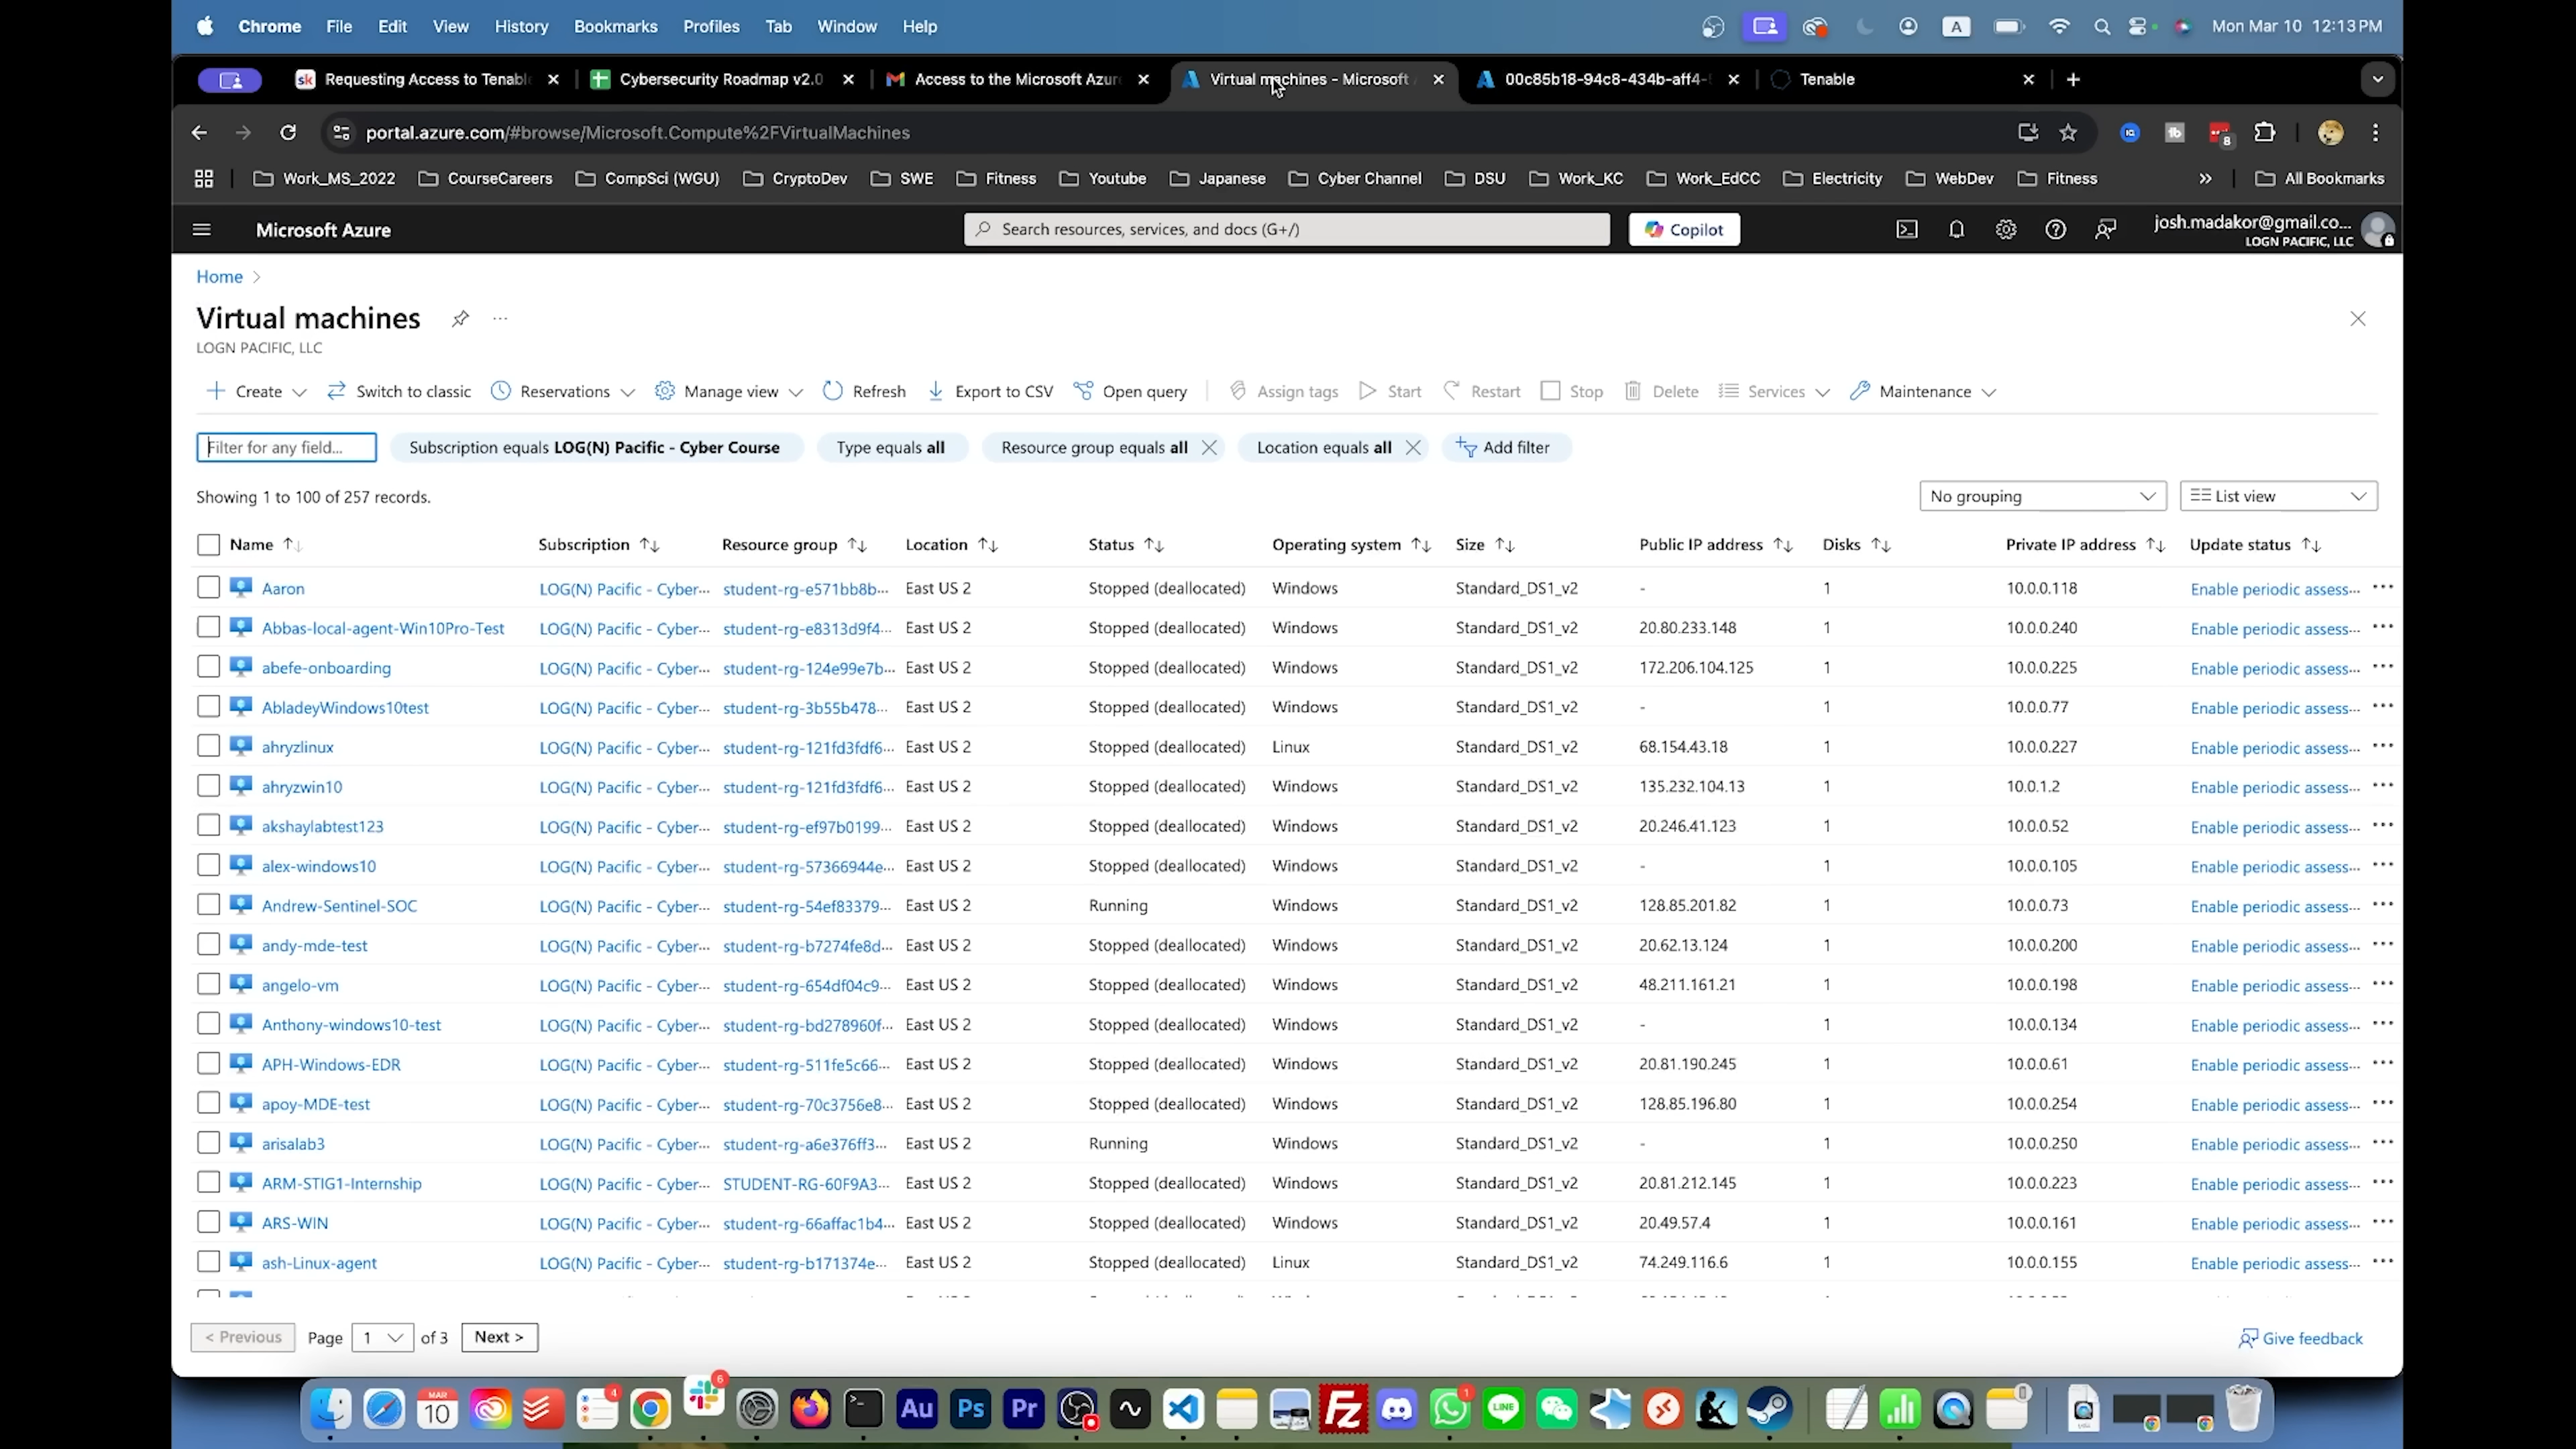 Chrome File Edit View History Bookmarks Profiles Tab Window Help A Mon Mar 10 12:13 PM
Requesting Access to Tenabl Cybersecurity Roadmap v2.0 Access to the Microsoft Azur Virtual machines - Microsoft 00c85b18-94c8-434b-aff4- Tenable
portal.azure.com/#browse/Microsoft.Compute%2FVirtualMachines 8
Work_MS_2022 CourseCareers CompSci (WGU) CryptoDev SWE Fitness Youtube Japanese Cyber Channel DSU Work_KC Work_EdCC Electricity WebDev Fitness » All Bookmarks
Microsoft Azure Search resources, services, and docs (G+/) Copilot josh.madakor@gmail.co...
LOGN PACIFIC, LLC
Home >
Virtual machines ...
LOGN PACIFIC, LLC
Create Switch to classic Reservations Manage view Refresh Export to CSV Open query Assign tags Start Restart Stop Delete Services Maintenance
Filter for any field... Subscription equals LOG(N) Pacific - Cyber Course Type equals all Resource group equals all Location equals all Add filter
Showing 1 to 100 of 257 records. No grouping List view
Name Subscription Resource group Location Status Operating system Size Public IP address Disks Private IP address Update status
Aaron LOG(N) Pacific - Cyber... student-rg-e571bb8b... East US 2 Stopped (deallocated) Windows Standard_DS1_v2 - 1 10.0.0.118 Enable periodic assess... ...
Abbas-local-agent-Win10Pro-Test LOG(N) Pacific - Cyber... student-rg-e8313d9f4... East US 2 Stopped (deallocated) Windows Standard_DS1_v2 20.80.233.148 1 10.0.0.240 Enable periodic assess... ...
abefe-onboarding LOG(N) Pacific - Cyber... student-rg-124e99e7b... East US 2 Stopped (deallocated) Windows Standard_DS1_v2 172.206.104.125 1 10.0.0.225 Enable periodic assess... ...
AbladeyWindows10test LOG(N) Pacific - Cyber... student-rg-3b55b478... East US 2 Stopped (deallocated) Windows Standard_DS1_v2 - 1 10.0.0.77 Enable periodic assess... ...
ahryzlinux LOG(N) Pacific - Cyber... student-rg-121fd3fdf6... East US 2 Stopped (deallocated) Linux Standard_DS1_v2 68.154.43.18 1 10.0.0.227 Enable periodic assess... ...
ahryzwin10 LOG(N) Pacific - Cyber... student-rg-121fd3fdf6... East US 2 Stopped (deallocated) Windows Standard_DS1_v2 135.232.104.13 1 10.0.1.2 Enable periodic assess... ...
akshaylabtest123 LOG(N) Pacific - Cyber... student-rg-ef97b0199... East US 2 Stopped (deallocated) Windows Standard_DS1_v2 20.246.41.123 1 10.0.0.52 Enable periodic assess... ...
alex-windows10 LOG(N) Pacific - Cyber... student-rg-57366944e... East US 2 Stopped (deallocated) Windows Standard_DS1_v2 - 1 10.0.0.105 Enable periodic assess... ...
Andrew-Sentinel-SOC LOG(N) Pacific - Cyber... student-rg-54ef83379... East US 2 Running Windows Standard_DS1_v2 128.85.201.82 1 10.0.0.73 Enable periodic assess... ...
andy-mde-test LOG(N) Pacific - Cyber... student-rg-b7274fe8d... East US 2 Stopped (deallocated) Windows Standard_DS1_v2 20.62.13.124 1 10.0.0.200 Enable periodic assess... ...
angelo-vm LOG(N) Pacific - Cyber... student-rg-654df04c9... East US 2 Stopped (deallocated) Windows Standard_DS1_v2 48.211.161.21 1 10.0.0.198 Enable periodic assess... ...
Anthony-windows10-test LOG(N) Pacific - Cyber... student-rg-bd278960f... East US 2 Stopped (deallocated) Windows Standard_DS1_v2 - 1 10.0.0.134 Enable periodic assess... ...
APH-Windows-EDR LOG(N) Pacific - Cyber... student-rg-511fe5c66... East US 2 Stopped (deallocated) Windows Standard_DS1_v2 20.81.190.245 1 10.0.0.61 Enable periodic assess... ...
apoy-MDE-test LOG(N) Pacific - Cyber... student-rg-70c3756e8... East US 2 Stopped (deallocated) Windows Standard_DS1_v2 128.85.196.80 1 10.0.0.254 Enable periodic assess... ...
arisalab3 LOG(N) Pacific - Cyber... student-rg-a6e376ff3... East US 2 Running Windows Standard_DS1_v2 - 1 10.0.0.250 Enable periodic assess... ...
ARM-STIG1-Internship LOG(N) Pacific - Cyber... STUDENT-RG-60F9A3... East US 2 Stopped (deallocated) Windows Standard_DS1_v2 20.81.212.145 1 10.0.0.223 Enable periodic assess... ...
ARS-WIN LOG(N) Pacific - Cyber... student-rg-66affac1b4... East US 2 Stopped (deallocated) Windows Standard_DS1_v2 20.49.57.4 1 10.0.0.161 Enable periodic assess... ...
ash-Linux-agent LOG(N) Pacific - Cyber... student-rg-b171374e... East US 2 Stopped (deallocated) Linux Standard_DS1_v2 74.249.116.6 1 10.0.0.155 Enable periodic assess... ...
< Previous Page 1 of 3 Next > Give feedback
MAR 10 4 6 Au Ps Pr Fz 1 LINE